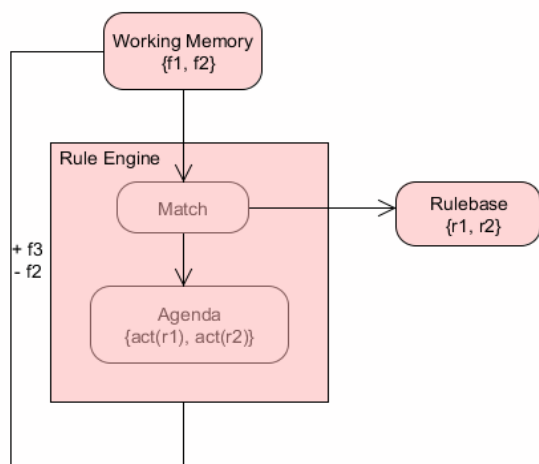 Working Memory
{f1, f2}
Rule Engine
Match
Rulebase
{r1, r2}
+ f3
- f2
Agenda
{act(r1), act(r2)}